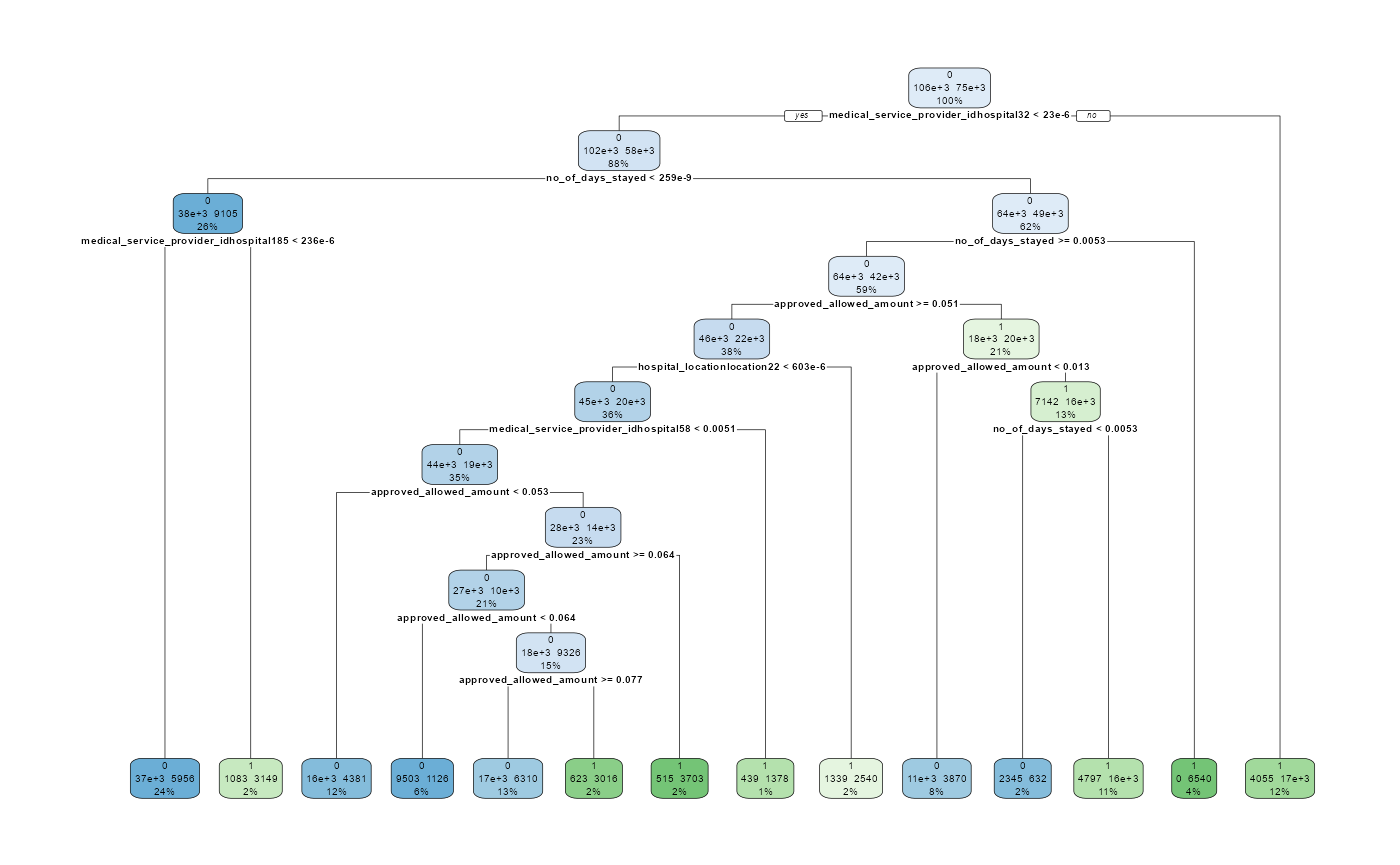 0
106e+3 75e+3
100%
yes medical_service_provider_idhospital32 < 23e-6 no
0
102e+3 58e+3
88%
no_of_days_stayed < 259e-9
0
38e+3 9105
26%
medical_service_provider_idhospital185 < 236e-6
0
64e+3 49e+3
62%
no_of_days_stayed >= 0.0053
0
64e+3 42e+3
59%
approved_allowed_amount >= 0.051
0
46e+3 22e+3
38%
hospital_locationlocation22 < 603e-6
1
18e+3 20e+3
21%
approved_allowed_amount < 0.013
0
45e+3 20e+3
36%
medical_service_provider_idhospital58 < 0.0051
1
7142 16e+3
13%
no_of_days_stayed < 0.0053
0
44e+3 19e+3
35%
approved_allowed_amount < 0.053
0
28e+3 14e+3
23%
approved_allowed_amount >= 0.064
0
27e+3 10e+3
21%
approved_allowed_amount < 0.064
0
18e+3 9326
15%
approved_allowed_amount >= 0.077
0
37e+3 5956
24%
1
1083 3149
2%
0
16e+3 4381
12%
0
9503 1126
6%
0
17e+3 6310
13%
1
623 3016
2%
1
515 3703
2%
1
439 1378
1%
1
1339 2540
2%
0
11e+3 3870
8%
0
2345 632
2%
1
4797 16e+3
11%
1
0 6540
4%
1
4055 17e+3
12%